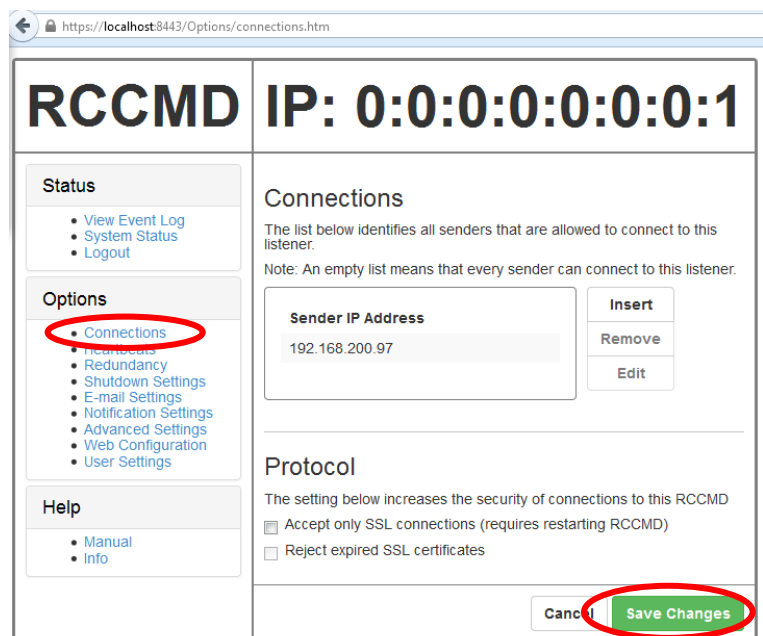 https://localhost:8443/Options/connections.htm
RCCMD
IP: 0:0:0:0:0:0:0:1
Status
View Event Log
System Status
Logout
Options
Connections
Heartbeats
Redundancy
Shutdown Settings
E-mail Settings
Notification Settings
Advanced Settings
Web Configuration
User Settings
Help
Manual
Info
Connections
The list below identifies all senders that are allowed to connect to this
listener.
Note: An empty list means that every sender can connect to this listener.
Sender IP Address
192.168.200.97
Insert
Remove
Edit
Protocol
The setting below increases the security of connections to this RCCMD
Accept only SSL connections (requires restarting RCCMD)
Reject expired SSL certificates
Cancel
Save Changes